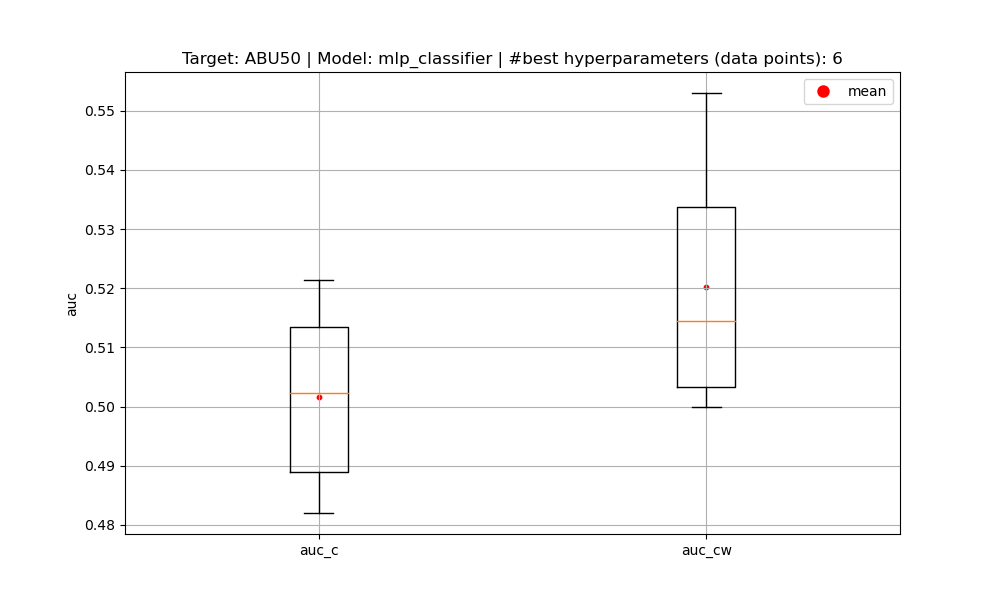 Target: ABU50 | Model: mlp_classifier | #best hyperparameters (data points): 6
mean
0.55
0.54
0.53
0.52
0.51
0.50
0.49
0.48
auc
auc_c
auc_cw